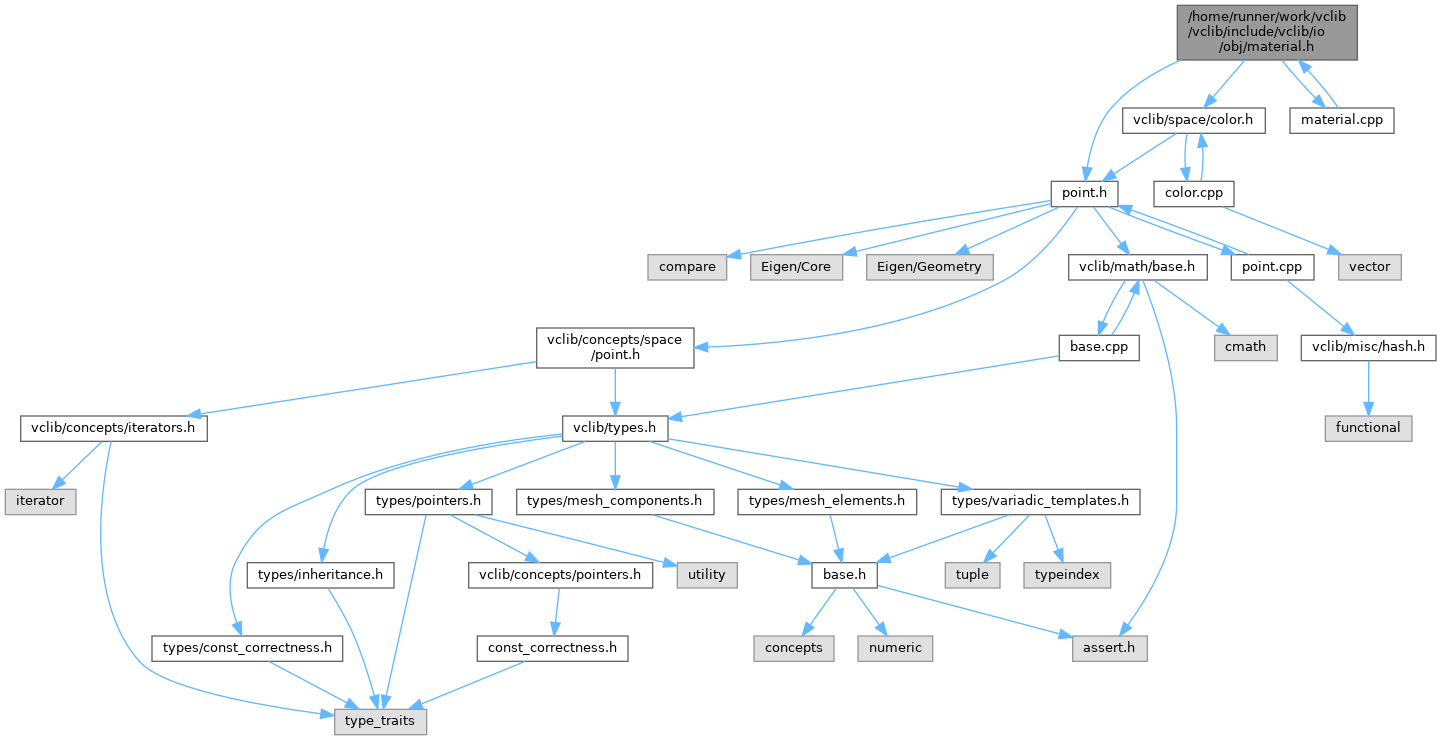 /home/runner/work/vclib
/vclib/include/vclib/io
/obj/material.h
vclib/space/color.h
material.cpp
point.h
color.cpp
compare
Eigen/Core
Eigen/Geometry
vclib/math/base.h
point.cpp
vector
vclib/concepts/space
/point.h
base.cpp
cmath
vclib/misc/hash.h
vclib/concepts/iterators.h
vclib/types.h
functional
iterator
types/pointers.h
types/mesh_components.h
types/mesh_elements.h
types/variadic_templates.h
types/inheritance.h
vclib/concepts/pointers.h
utility
base.h
tuple
typeindex
types/const_correctness.h
const_correctness.h
concepts
numeric
assert.h
type_traits